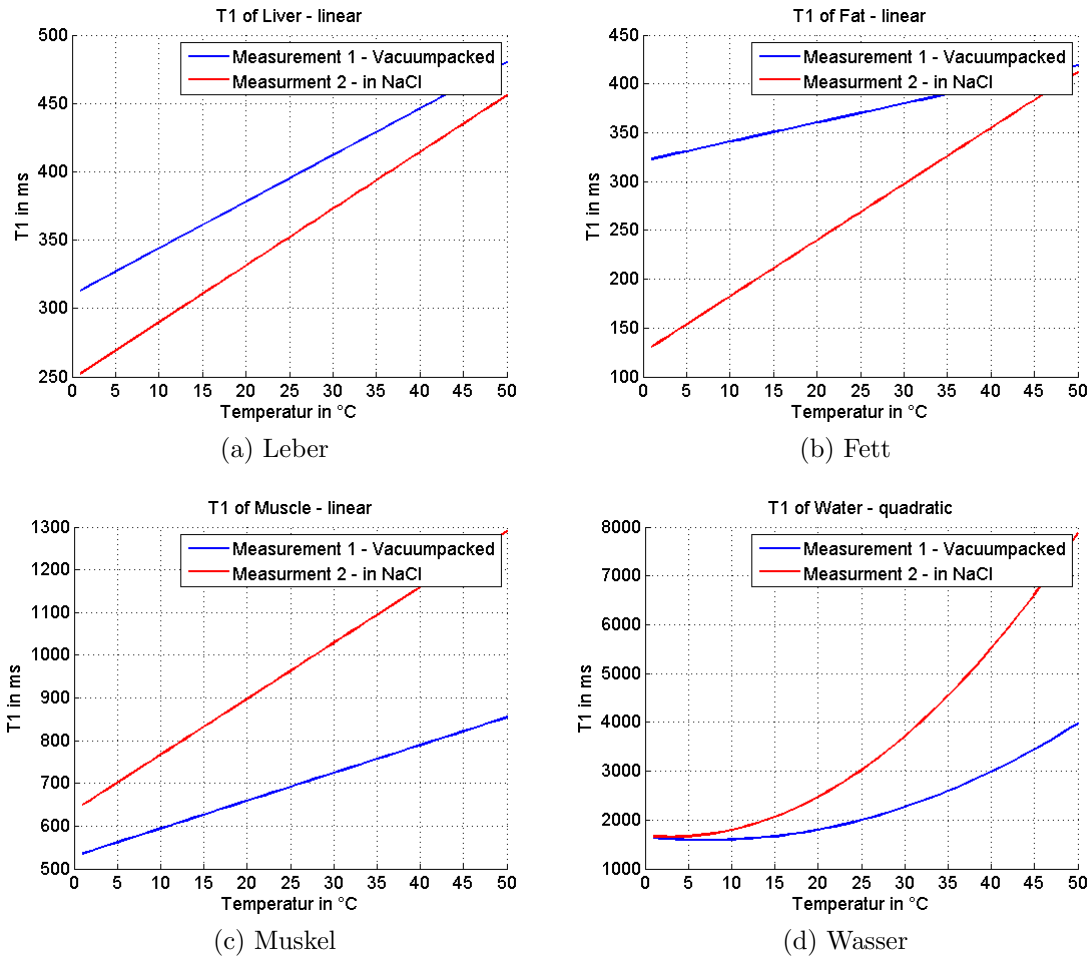 T1 of Liver - linear
500
450
400
350
300
250
T1 in ms
Measurement 1 - Vacuumpacked
Measurment 2 - in NaCl
0 5 10 15 20 25 30 35 40 45 50
Temperatur in °C
(a) Leber
T1 of Fat - linear
450
400
350
300
250
200
150
100
T1 in ms
Measurement 1 - Vacuumpacked
Measurment 2 - in NaCl
0 5 10 15 20 25 30 35 40 45 50
Temperatur in °C
(b) Fett
T1 of Muscle - linear
1300
1200
1100
1000
900
800
700
600
500
T1 in ms
Measurement 1 - Vacuumpacked
Measurment 2 - in NaCl
0 5 10 15 20 25 30 35 40 45 50
Temperatur in °C
(c) Muskel
T1 of Water - quadratic
8000
7000
6000
5000
4000
3000
2000
1000
T1 in ms
Measurement 1 - Vacuumpacked
Measurment 2 - in NaCl
0 5 10 15 20 25 30 35 40 45 50
Temperatur in °C
(d) Wasser